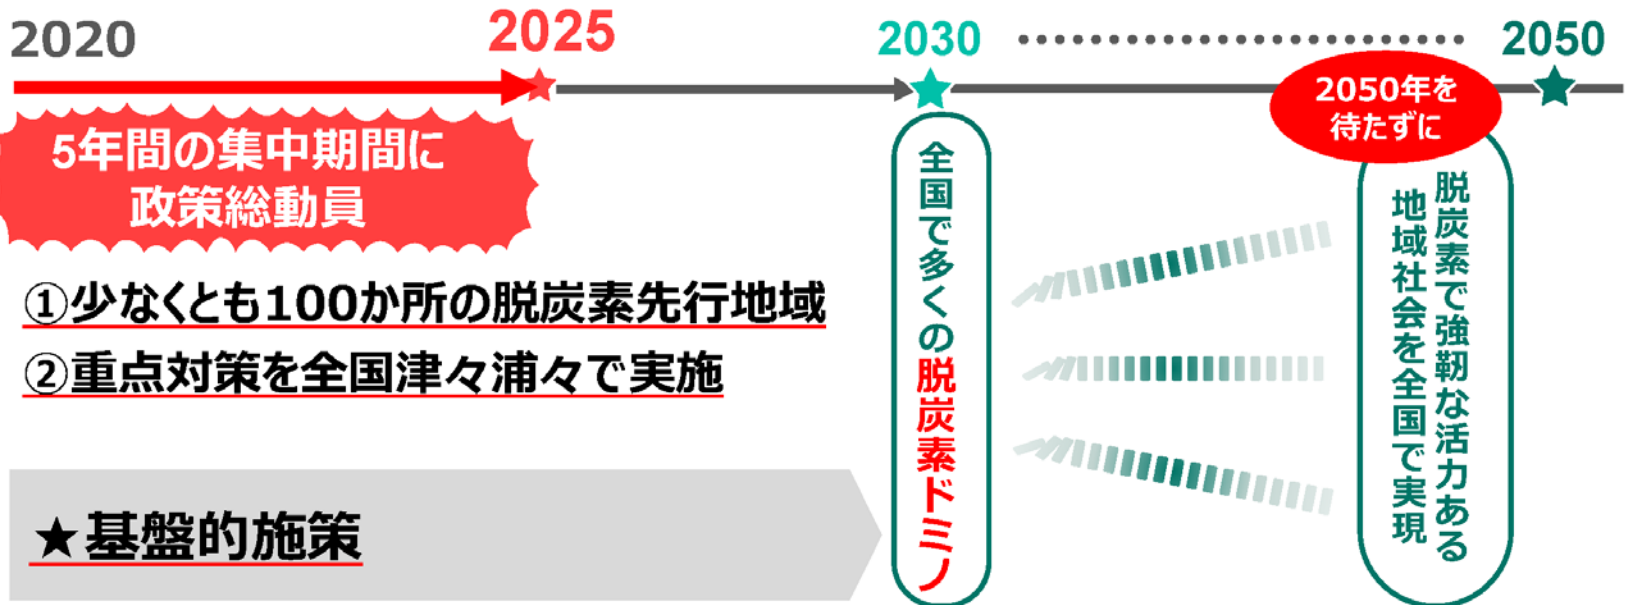 2020
2025
2030
2050
2050年を
待たずに
5年間の集中期間に
政策総動員
①少なくとも100か所の脱炭素先行地域
②重点対策を全国津々浦々で実施
★基盤的施策
全国で多くの脱炭素ドミノ
脱炭素で強靭な活力ある
地域社会を全国で実現